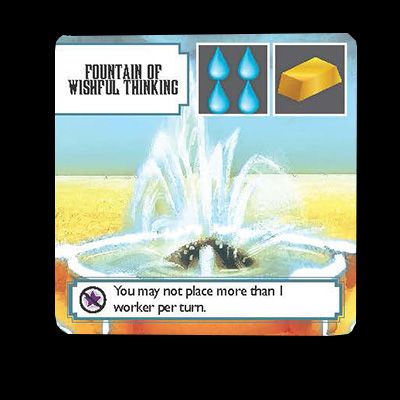 FOUNTAIN OF
WISHFUL THINKING
You may not place more than 1
worker per turn.